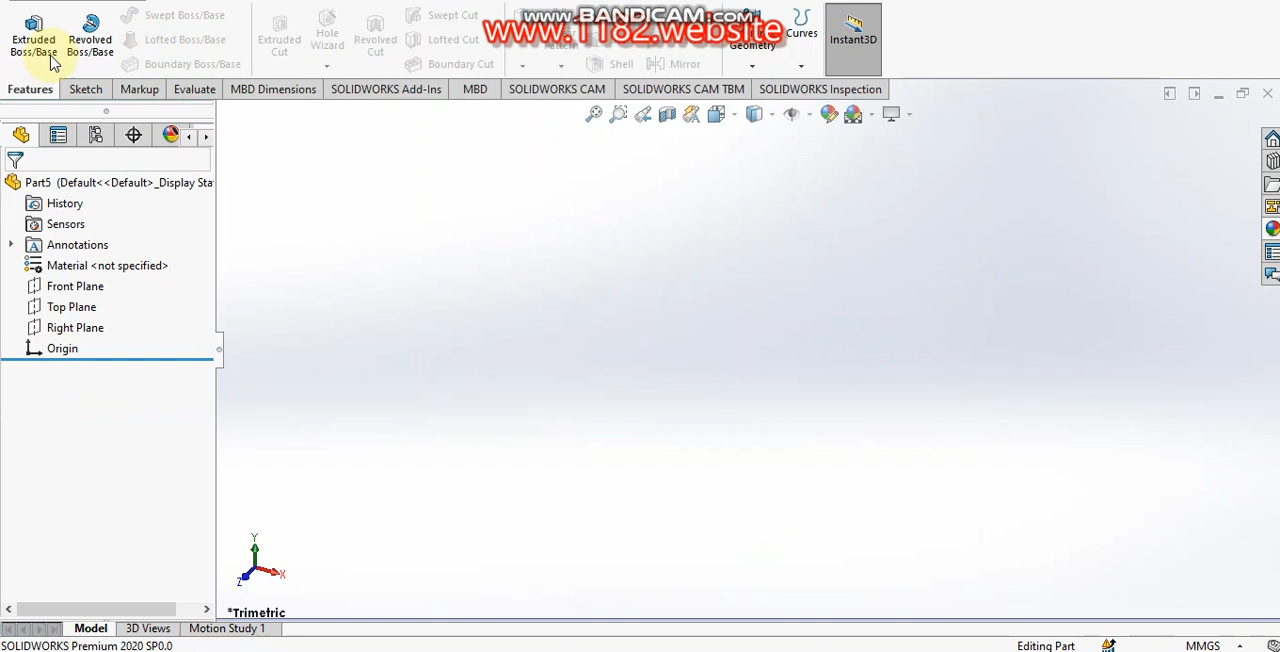 www.BANDICAM.com
www.1182.website
Extruded Boss/Base
Revolved Boss/Base
Swept Boss/Base
Lofted Boss/Base
Boundary Boss/Base
Extruded Cut
Hole Wizard
Revolved Cut
Swept Cut
Lofted Cut
Boundary Cut
Pattern
Shell
Mirror
Geometry
Curves
Instant3D
Features
Sketch
Markup
Evaluate
MBD Dimensions
SOLIDWORKS Add-Ins
MBD
SOLIDWORKS CAM
SOLIDWORKS CAM TBM
SOLIDWORKS Inspection
Part5 (Default<<Default>_Display Sta
History
Sensors
A Annotations
Material <not specified>
Front Plane
Top Plane
Right Plane
Origin
Y
X
Z
*Trimetric
Model
3D Views
Motion Study 1
SOLIDWORKS Premium 2020 SP0.0
Editing Part
MMGS